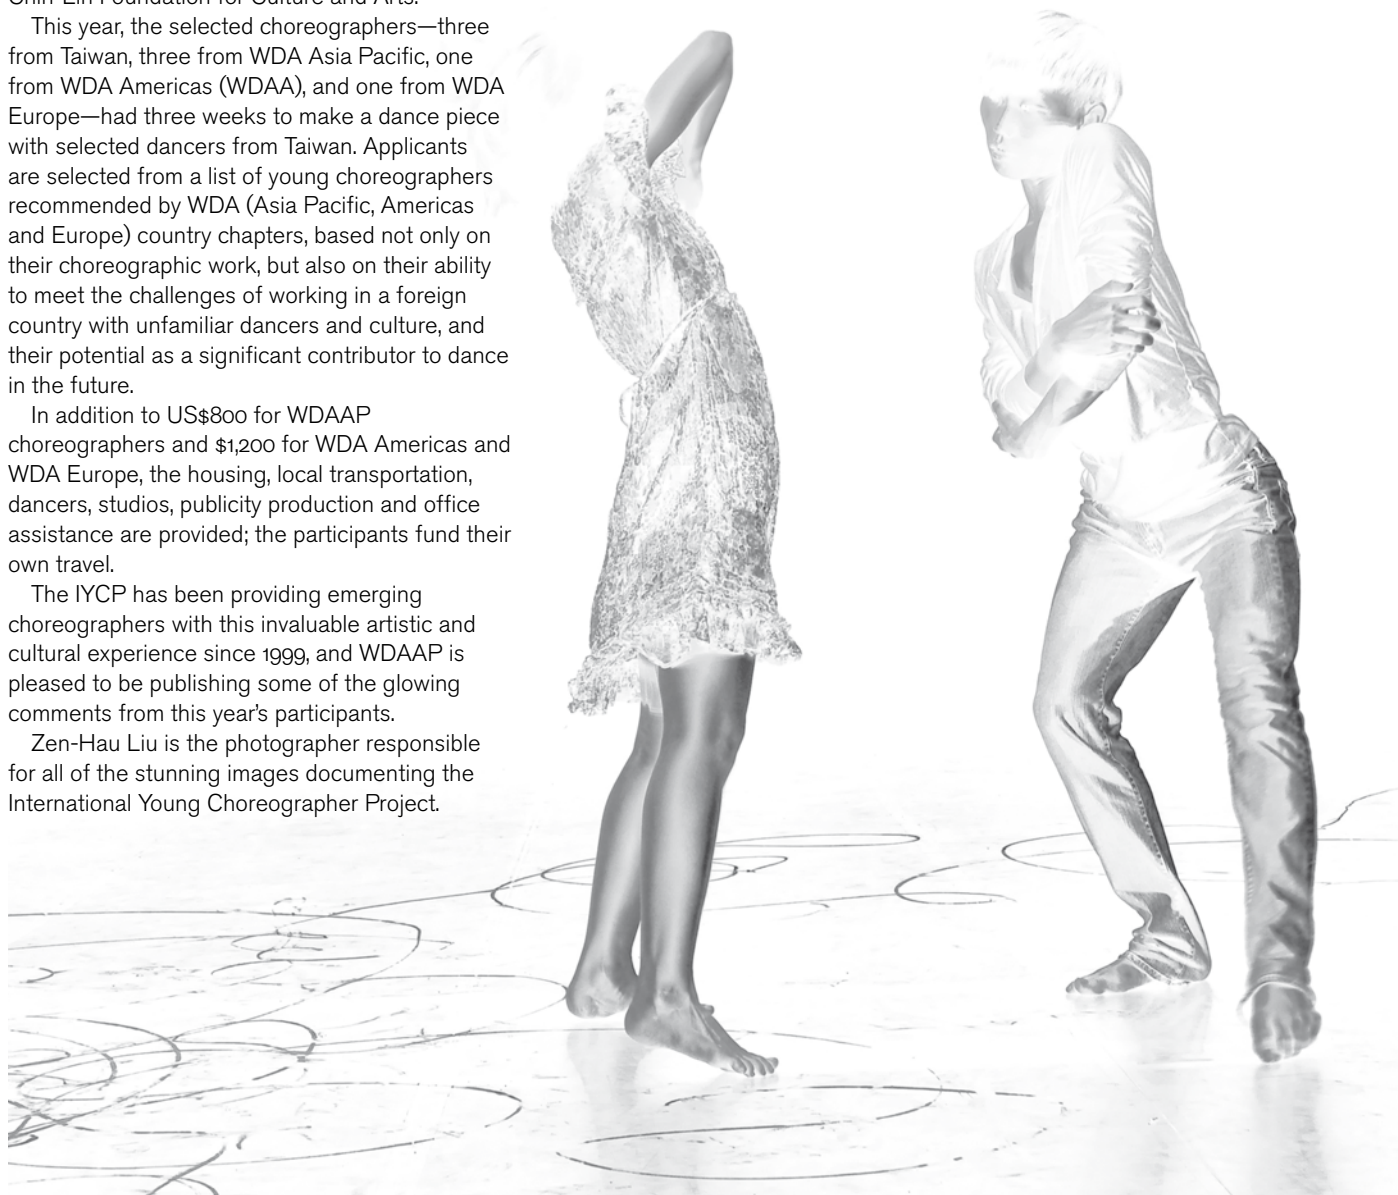 Chin-Lin Foundation for Culture and Arts.
This year, the selected choreographers—three
from Taiwan, three from WDA Asia Pacific, one
from WDA Americas (WDAA), and one from WDA
Europe—had three weeks to make a dance piece
with selected dancers from Taiwan. Applicants
are selected from a list of young choreographers
recommended by WDA (Asia Pacific, Americas
and Europe) country chapters, based not only on
their choreographic work, but also on their ability
to meet the challenges of working in a foreign
country with unfamiliar dancers and culture, and
their potential as a significant contributor to dance
in the future.
In addition to US$800 for WDAAP
choreographers and $1,200 for WDA Americas and
WDA Europe, the housing, local transportation,
dancers, studios, publicity production and office
assistance are provided; the participants fund their
own travel.
The IYCP has been providing emerging
choreographers with this invaluable artistic and
cultural experience since 1999, and WDAAP is
pleased to be publishing some of the glowing
comments from this year's participants.
Zen-Hau Liu is the photographer responsible
for all of the stunning images documenting the
International Young Choreographer Project.